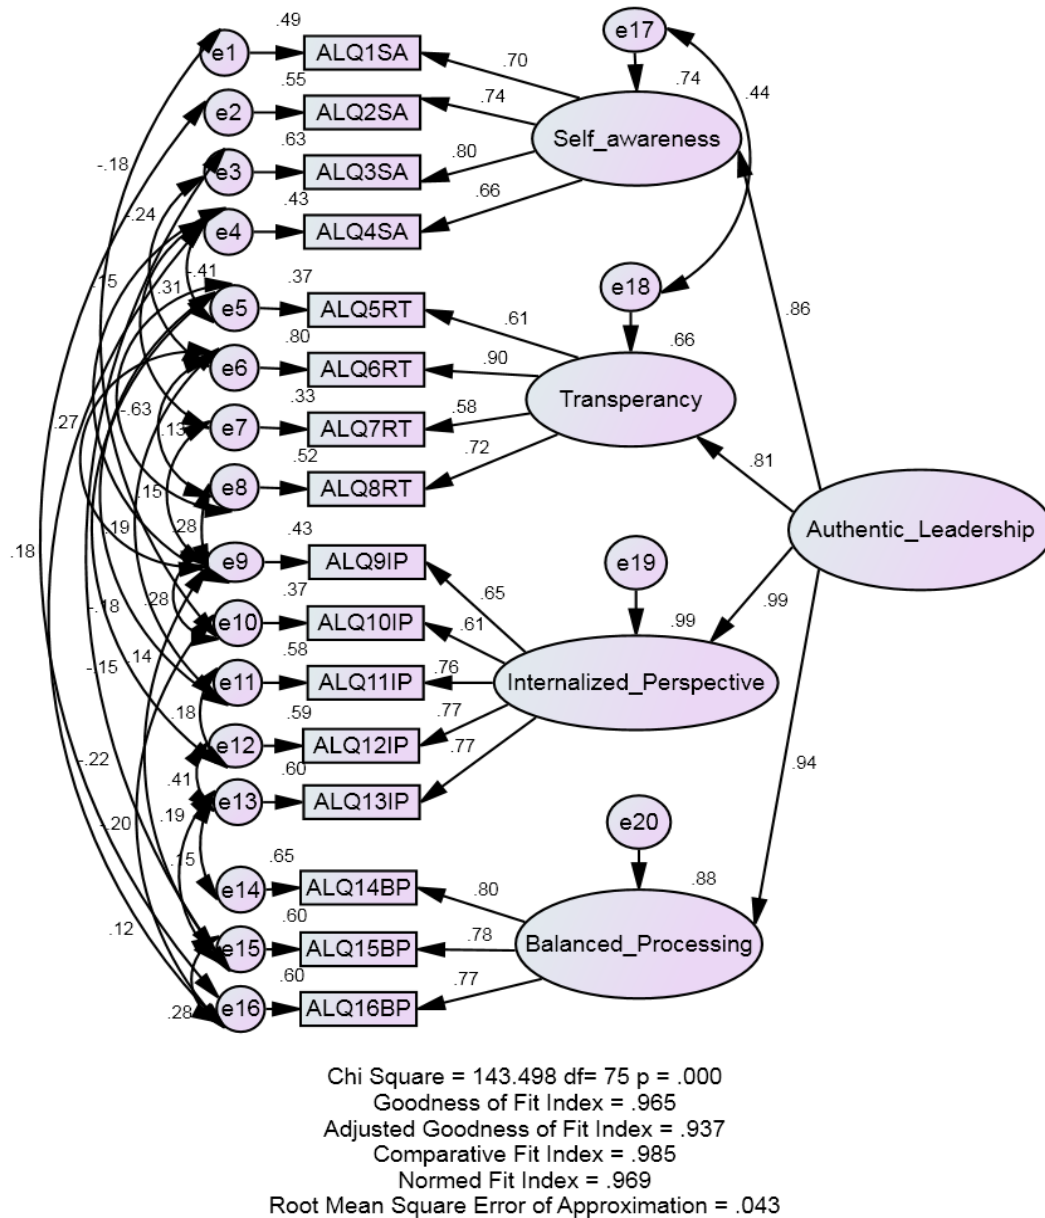 .49
e1
ALQ1SA
.70
e17
.74
.44
.55
e2
ALQ2SA
.74
Self_awareness
-.18
.63
e3
ALQ3SA
.80
.66
-.24
.43
e4
ALQ4SA
.15
.31
-.41
.37
e5
ALQ5RT
.61
e18
.86
.80
e6
ALQ6RT
.90
.66
Transperancy
.27
-.63
.13
.33
e7
ALQ7RT
.58
.72
.81
.52
e8
ALQ8RT
.15
.18
.19
.28
.43
e9
ALQ9IP
.65
e19
Authentic_Leadership
.99
-.18
.28
.37
e10
ALQ10IP
.61
.99
-.15
.14
.58
e11
ALQ11IP
.76
Internalized_Perspective
.18
.59
e12
ALQ12IP
.77
-.22
.41
.60
e13
ALQ13IP
.77
.94
-.20
.19
.15
e20
.65
e14
ALQ14BP
.80
.88
.12
.60
e15
ALQ15BP
.78
Balanced_Processing
.28
.60
e16
ALQ16BP
.77
Chi Square = 143.498 df= 75 p = .000
Goodness of Fit Index = .965
Adjusted Goodness of Fit Index = .937
Comparative Fit Index = .985
Normed Fit Index = .969
Root Mean Square Error of Approximation = .043